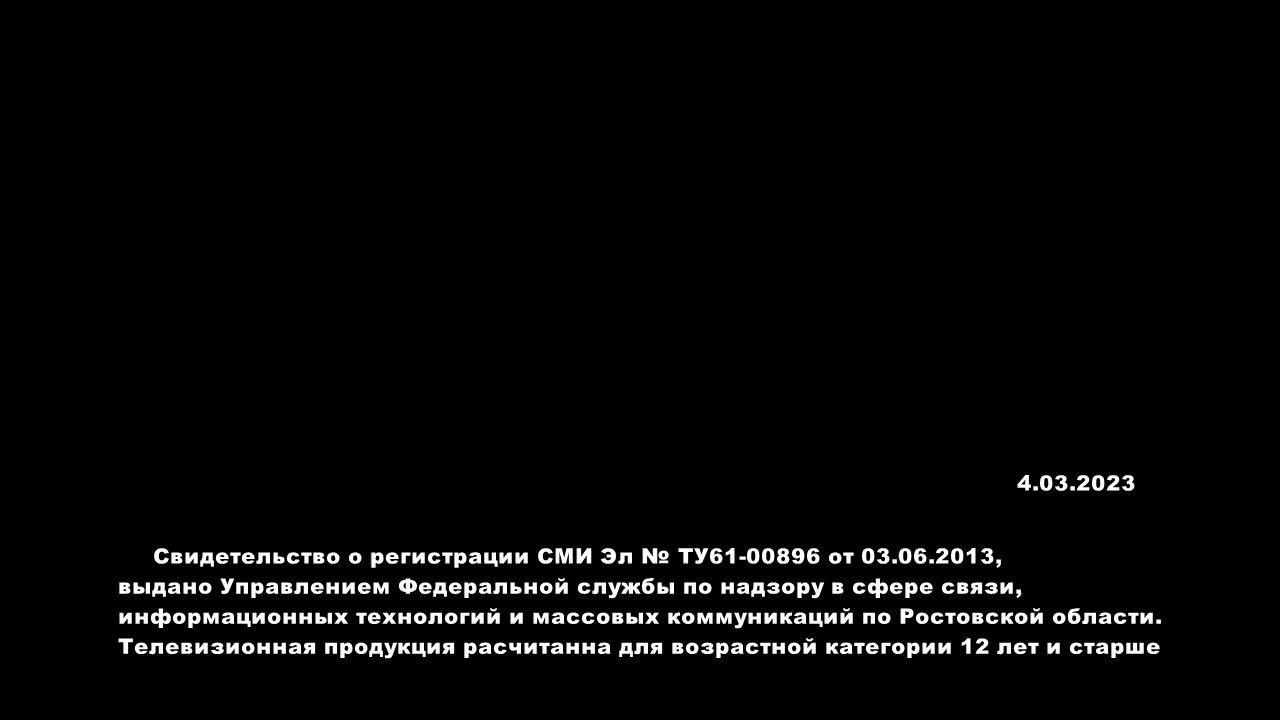 4.03.2023
Свидетельство о регистрации СМИ Эл № ТУ61-00896 от 03.06.2013,
выдано Управлением Федеральной службы по надзору в сфере связи,
информационных технологий и массовых коммуникаций по Ростовской области.
Телевизионная продукция расчитанна для возрастной категории 12 лет и старше